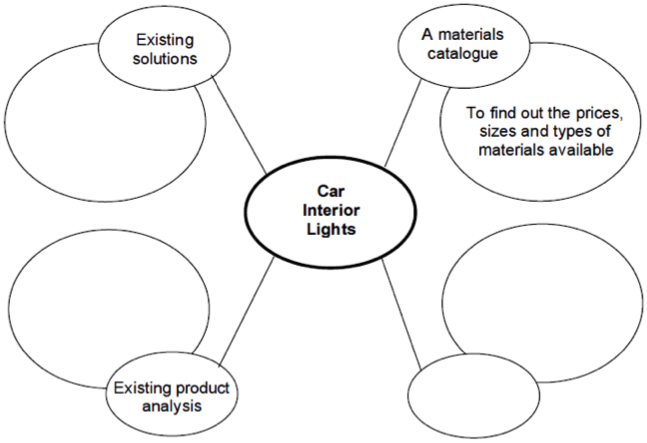 Existing
solutions
A materials
catalogue
To find out the prices,
sizes and types of
materials available
Car
Interior
Lights
Existing product
analysis